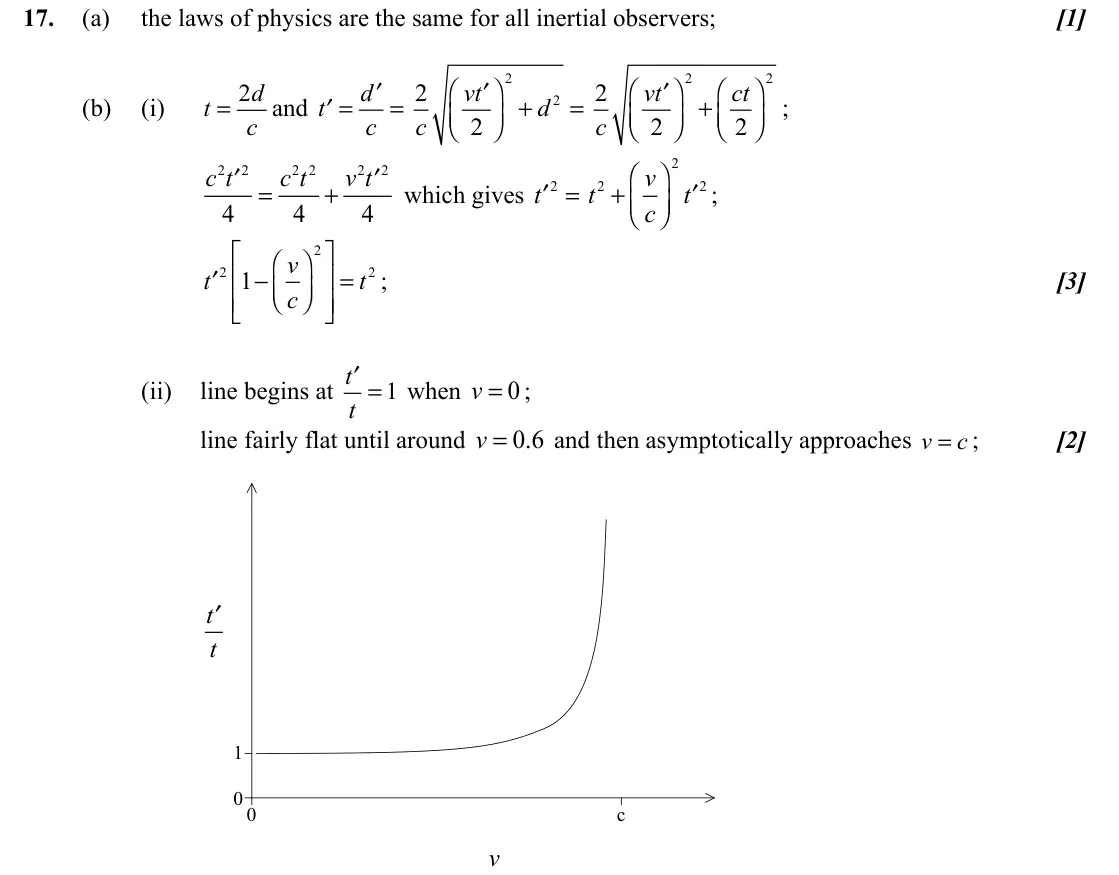 17. (a) the laws of physics are the same for all inertial observers; [1]
(b) (i) t = 2d/c and t′ = d′/c = 2/c √((vt′/2)² + d²) = 2/c √((vt′/2)² + (ct/2)²) ;
c²t′²/4 = c²t²/4 + v²t′²/4 which gives t′² = t² + (v/c)² t′² ;
t′² [1 − (v/c)²] = t² ; [3]
(ii) line begins at t′/t = 1 when v = 0 ;
line fairly flat until around v = 0.6 and then asymptotically approaches v = c ; [2]
t′/t
1
0
0 c
v